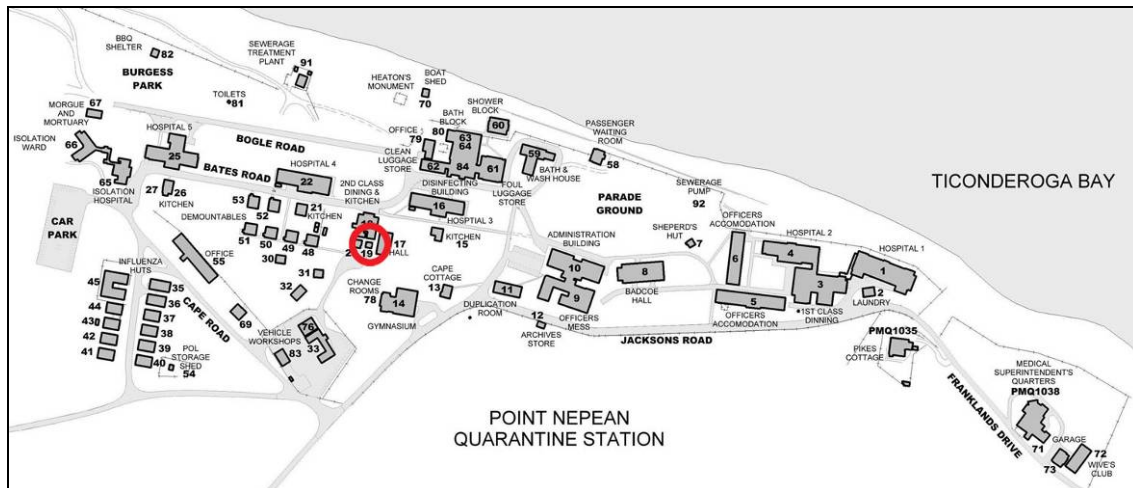 BBQ
SHELTER
82
BURGESS
PARK
SEWERAGE
TREATMENT
PLANT
91
TOILETS
81
HEATON'S
MONUMENT
BOAT
SHED
70
MORGUE
AND
MORTUARY
67
ISOLATION
WARD
66
65
ISOLATION
HOSPITAL
HOSPITAL 5
25
BOGLE ROAD
BATES ROAD
27
26
KITCHEN
HOSPITAL 4
22
OFFICE
79
80
BATH
BLOCK
63
64
SHOWER
BLOCK
60
CLEAN
LUGGAGE
STORE
62
84
61
DISINFECTING
BUILDING
FOUL
LUGGAGE
STORE
59
BATH &
WASH HOUSE
PASSENGER
WAITING
ROOM
58
PARADE
GROUND
SEWERAGE
PUMP
92
TICONDEROGA BAY
CAR
PARK
DEMOUNTABLES
53
52
51
50
49
48
21
KITCHEN
2ND CLASS
DINING &
KITCHEN
19
17
HALL
16
HOSPTIAL 3
KITCHEN
15
30
31
32
OFFICE
55
69
CAPE ROAD
INFLUENZA
HUTS
45
44
43
42
41
35
36
37
38
39
40
POL
STORAGE
SHED
54
VEHICLE
WORKSHOPS
83
76
33
CHANGE
ROOMS
78
14
GYMNASIUM
CAPE
COTTAGE
13
11
DUPLICATION
ROOM
ADMINISTRATION
BUILDING
10
9
OFFICERS
MESS
12
ARCHIVES
STORE
8
BADCOE
HALL
SHEPERD'S
HUT
7
OFFICERS
ACCOMODATION
6
5
OFFICERS
ACCOMODATION
HOSPITAL 2
4
3
1ST CLASS
DINNING
HOSPITAL 1
1
2
LAUNDRY
JACKSONS ROAD
PMQ1035
PIKES
COTTAGE
FRANKLANDS DRIVE
MEDICAL
SUPERINTENDENT'S
QUARTERS
PMQ1038
71
GARAGE
73
72
WIVE'S
CLUB
POINT NEPEAN
QUARANTINE STATION